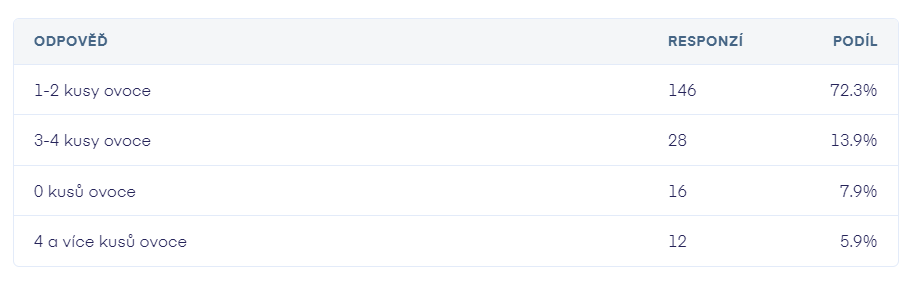 ODPOVĚĎ RESPONZÍ PODÍL
1-2 kusy ovoce 146 72.3%
3-4 kusy ovoce 28 13.9%
0 kusů ovoce 16 7.9%
4 a více kusů ovoce 12 5.9%